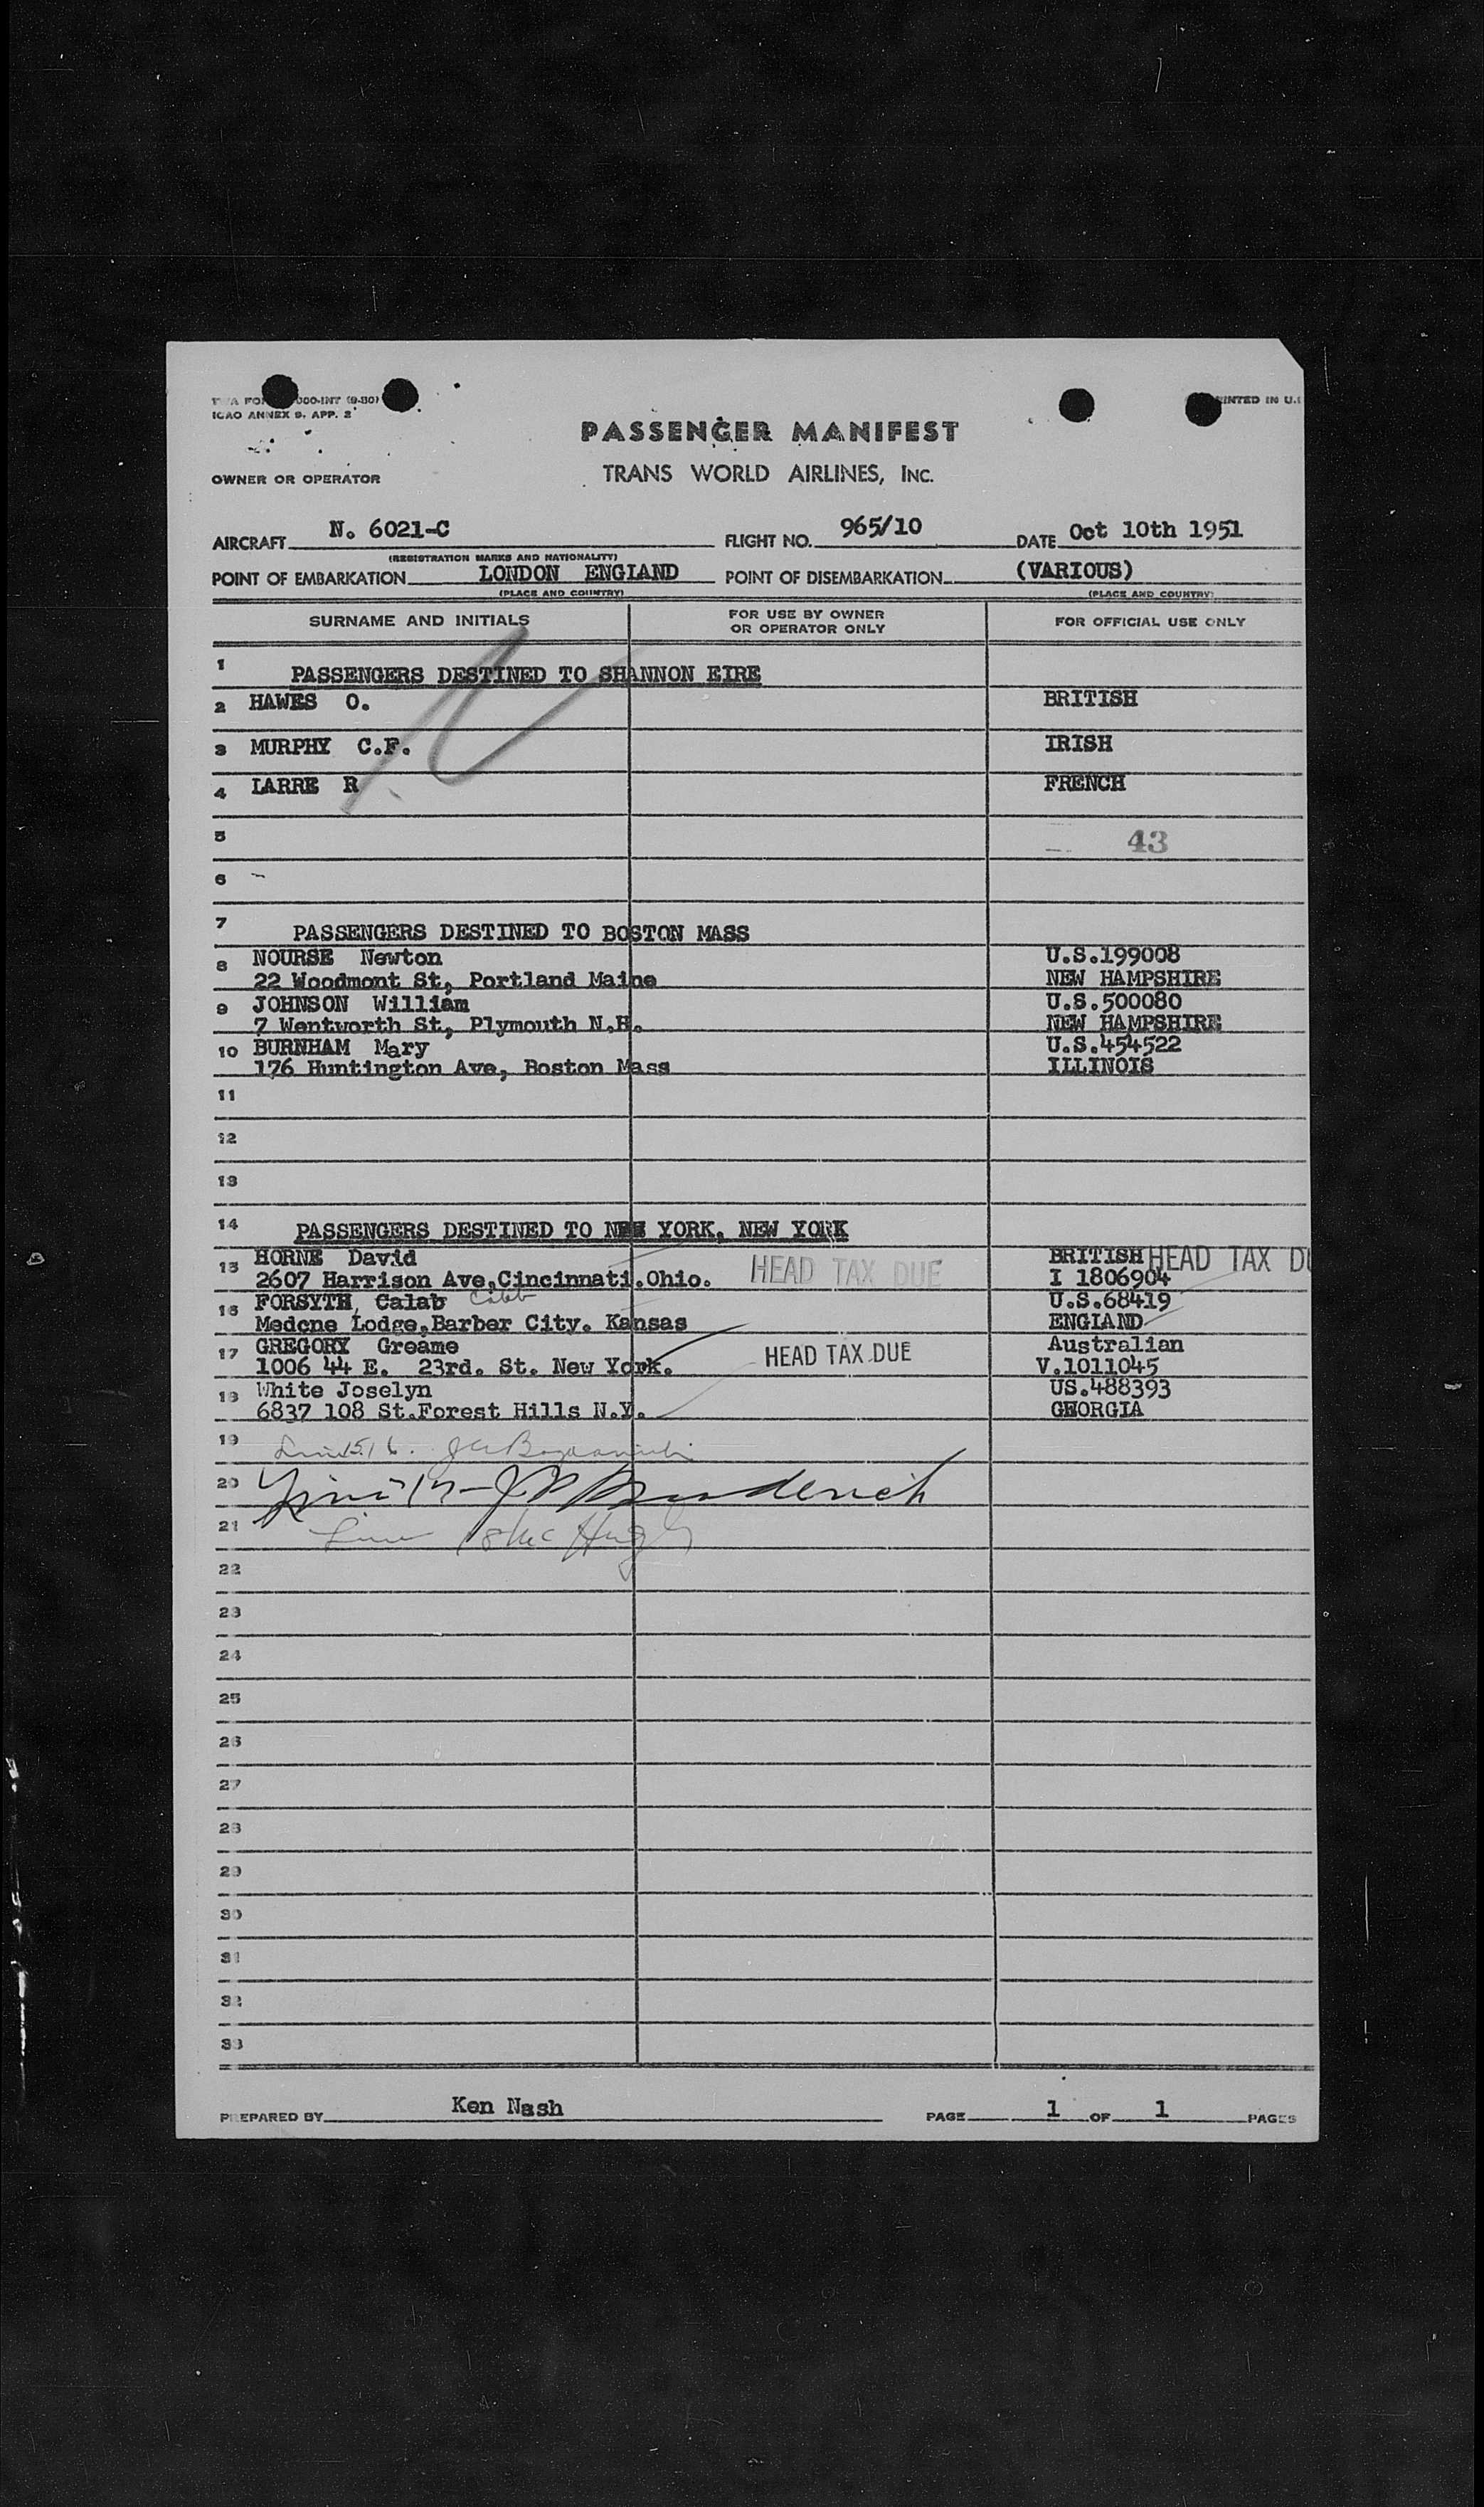 ICAO ANNEX 9, APP. 2
PASSENGER MANIFEST
TRANS WORLD AIRLINES, INC.
OWNER OR OPERATOR
AIRCRAFT N. 6021-C FLIGHT NO. 965/10 DATE Oct 10th 1951
(REGISTRATION MARKS AND NATIONALITY)
POINT OF EMBARKATION LONDON ENGLAND POINT OF DISEMBARKATION (VARIOUS)
(PLACE AND COUNTRY) (PLACE AND COUNTRY)
SURNAME AND INITIALS FOR USE BY OWNER OR OPERATOR ONLY FOR OFFICIAL USE ONLY
1 PASSENGERS DESTINED TO SHANNON EIRE
2 HAWES O. BRITISH
3 MURPHY C.F. IRISH
4 LARRE R FRENCH
5 43
6
7 PASSENGERS DESTINED TO BOSTON MASS
8 NOURSE Newton U.S.199008
22 Woodmont St, Portland Maine NEW HAMPSHIRE
9 JOHNSON William U.S.500080
7 Wentworth St, Plymouth N.H. NEW HAMPSHIRE
10 BURNHAM Mary U.S.454522
176 Huntington Ave, Boston Mass ILLINOIS
11
12
13
14 PASSENGERS DESTINED TO NEW YORK, NEW YORK
15 HORNE David BRITISH HEAD TAX DU
2607 Harrison Ave,Cincinnati.Ohio. HEAD TAX DUE I 1806904
16 FORSYTH, Calab Caleb U.S.68419
Medcne Lodge,Barber City. Kansas ENGLAND
17 GREGORY Greame HEAD TAX DUE Australian
1006 44 E. 23rd. St. New York. V.1011045
18 White Joselyn US.488393
6837 108 St.Forest Hills N.Y. GEORGIA
19
20
21
22
23
24
25
26
27
28
29
30
31
32
33
PREPARED BY Ken Nash PAGE 1 OF 1 PAGES